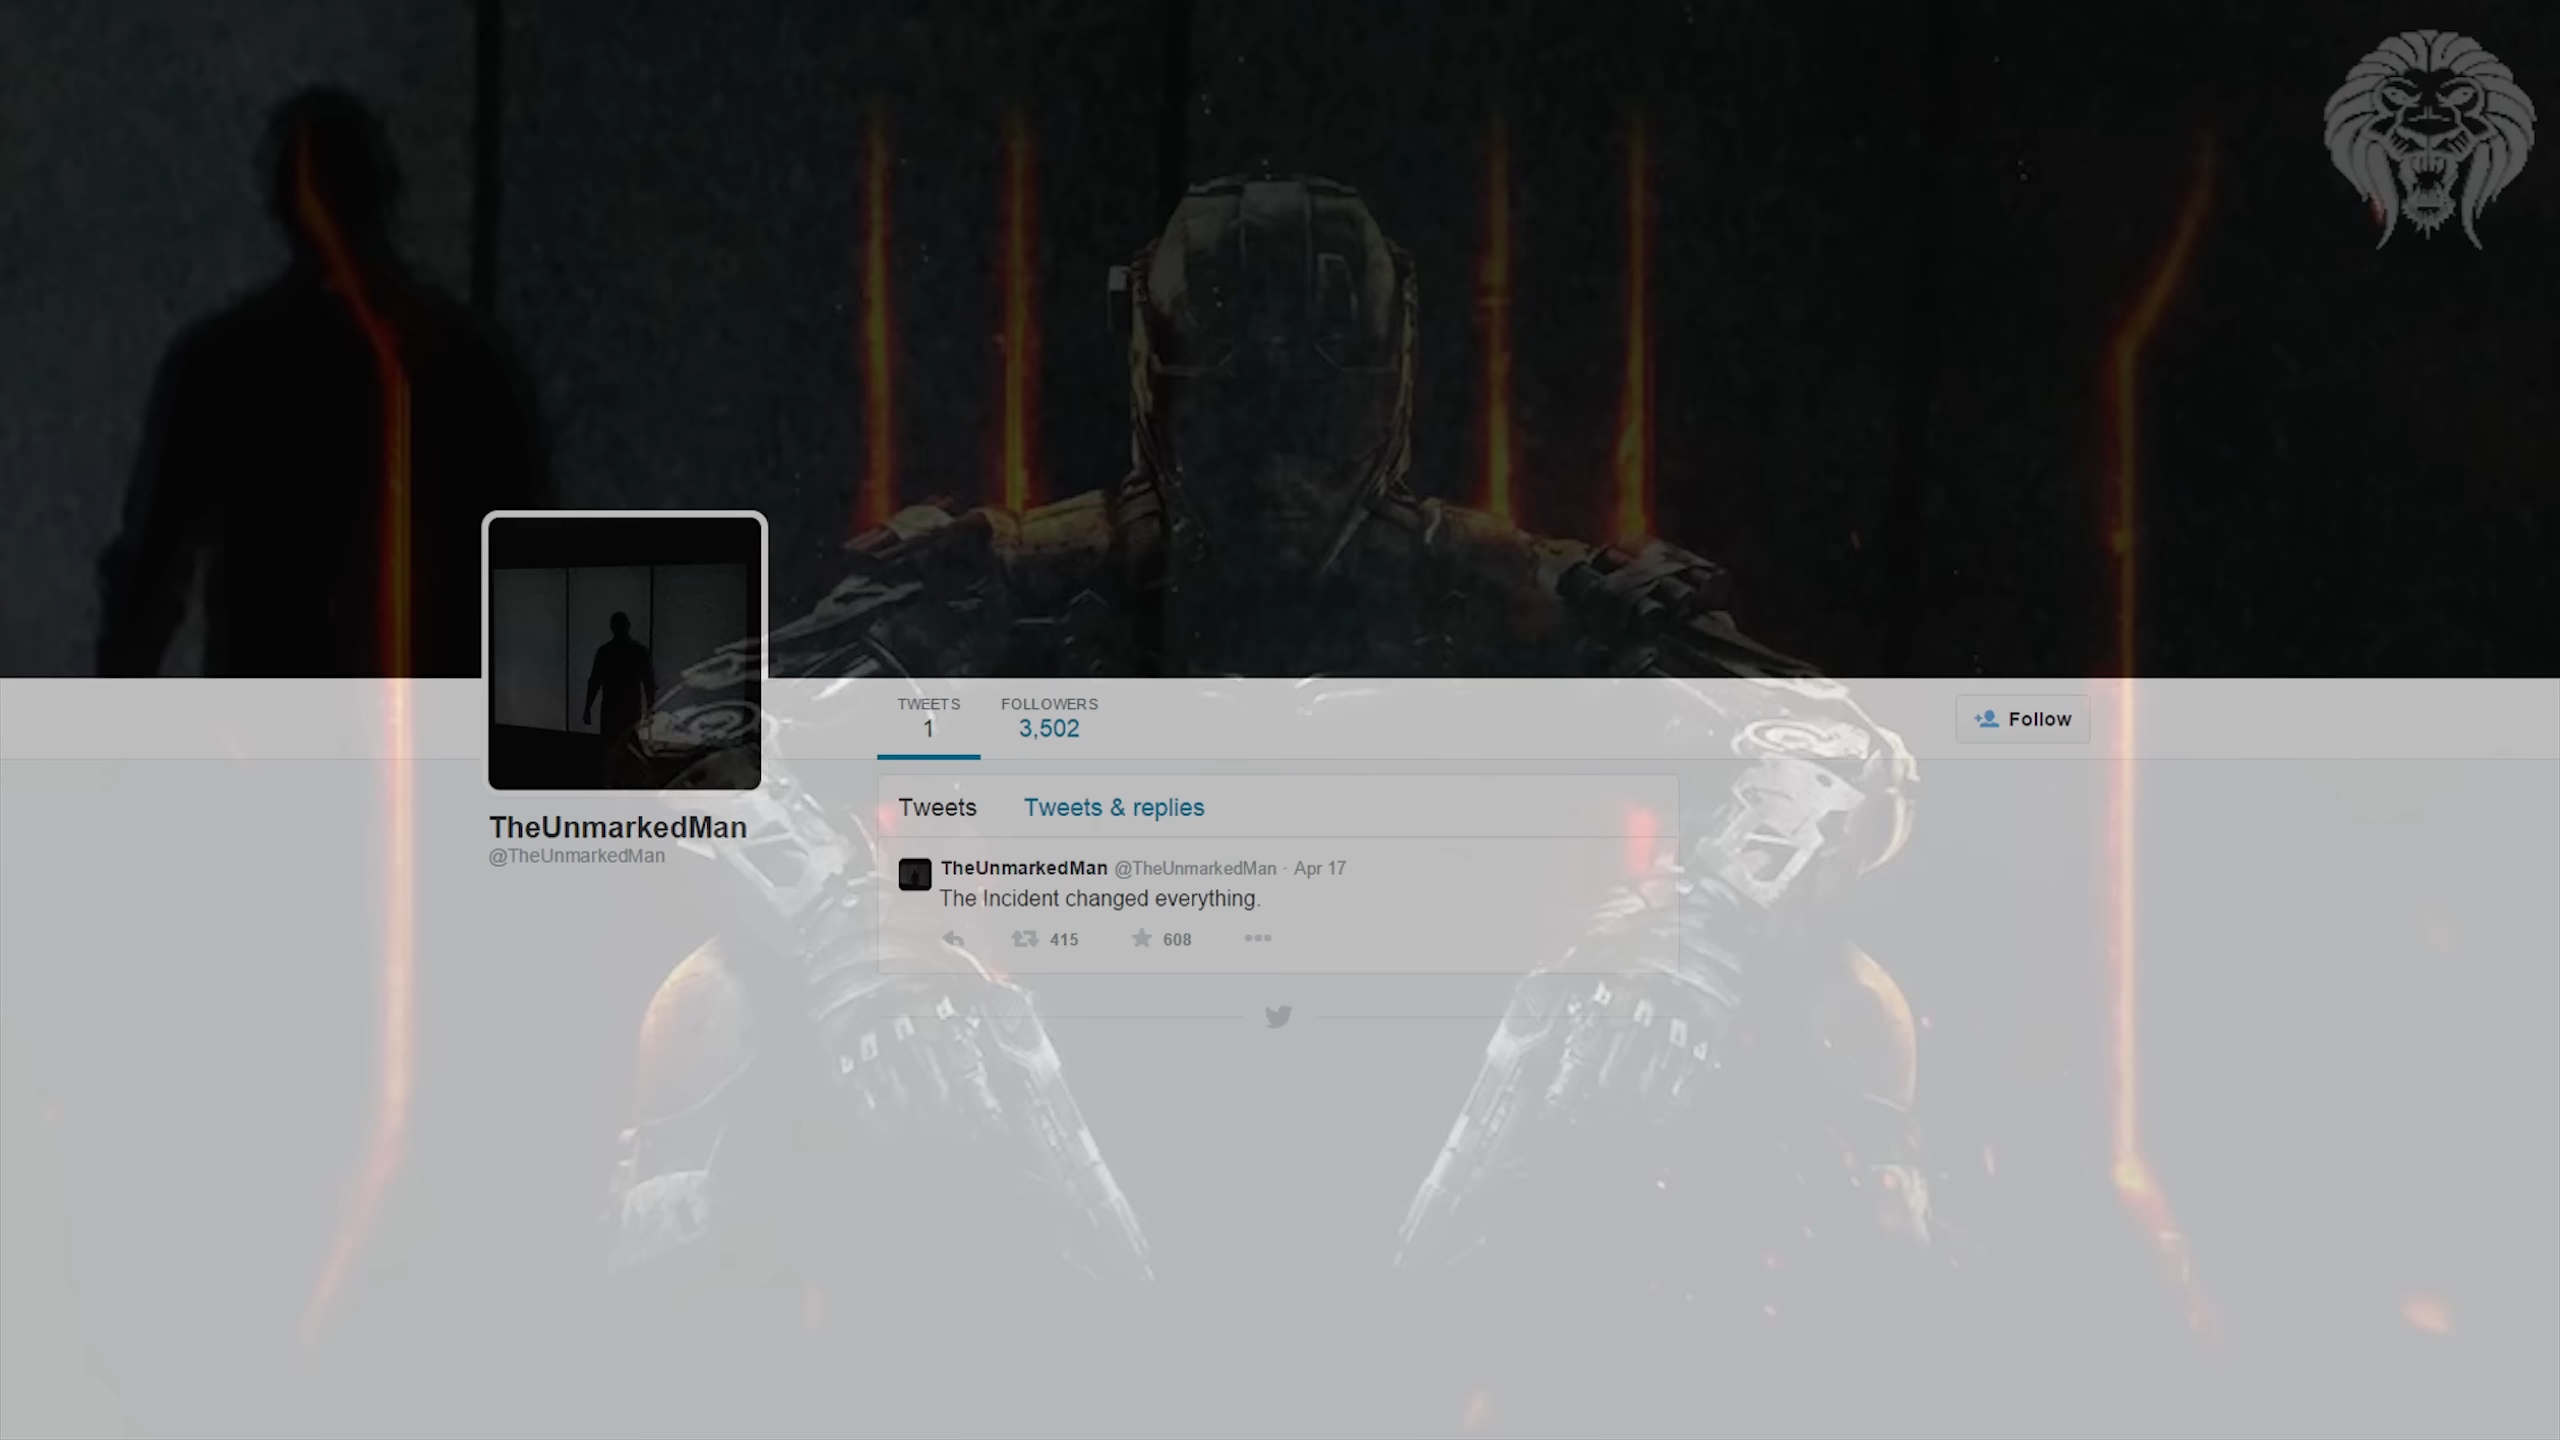 TWEETS
1
FOLLOWERS
3,502
Follow
TheUnmarkedMan
@TheUnmarkedMan
Tweets Tweets & replies
TheUnmarkedMan @TheUnmarkedMan · Apr 17
The Incident changed everything.
415 608